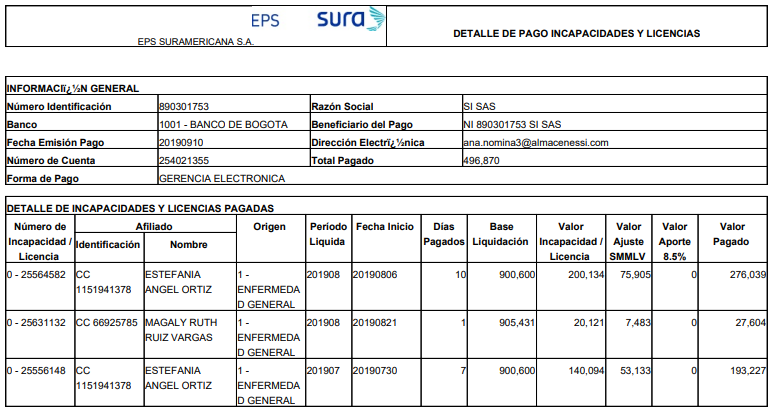 EPS sura
EPS SURAMERICANA S.A.
DETALLE DE PAGO INCAPACIDADES Y LICENCIAS
INFORMACIï¿½N GENERAL
Número Identificación 890301753 Razón Social SI SAS
Banco 1001 - BANCO DE BOGOTA Beneficiario del Pago NI 890301753 SI SAS
Fecha Emisión Pago 20190910 Dirección Electrï¿½nica ana.nomina3@almacenessi.com
Número de Cuenta 254021355 Total Pagado 496,870
Forma de Pago GERENCIA ELECTRONICA
DETALLE DE INCAPACIDADES Y LICENCIAS PAGADAS
Número de Incapacidad / Licencia Afiliado Identificación Nombre Origen Período Liquida Fecha Inicio Días Pagados Base Liquidación Valor Incapacidad / Licencia Valor Ajuste SMMLV Valor Aporte 8.5% Valor Pagado
0 - 25564582 CC 1151941378 ESTEFANIA ANGEL ORTIZ 1 - ENFERMEDA D GENERAL 201908 20190806 10 900,600 200,134 75,905 0 276,039
0 - 25631132 CC 66925785 MAGALY RUTH RUIZ VARGAS 1 - ENFERMEDA D GENERAL 201908 20190821 1 905,431 20,121 7,483 0 27,604
0 - 25556148 CC 1151941378 ESTEFANIA ANGEL ORTIZ 1 - ENFERMEDA D GENERAL 201907 20190730 7 900,600 140,094 53,133 0 193,227